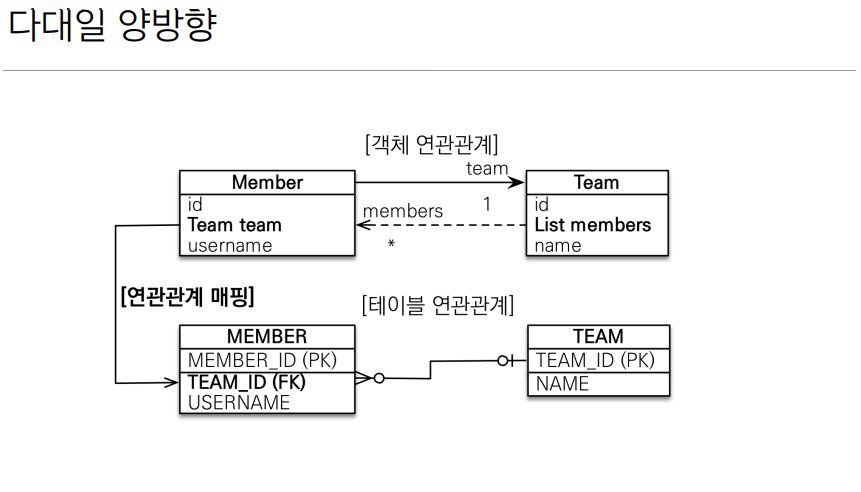 다대일 양방향
[객체 연관관계]
team
Member
Team
id
Team team
username
members
1
*
id
List members
name
[연관관계 매핑]
[테이블 연관관계]
MEMBER
MEMBER_ID (PK)
TEAM_ID (FK)
USERNAME
TEAM
TEAM_ID (PK)
NAME